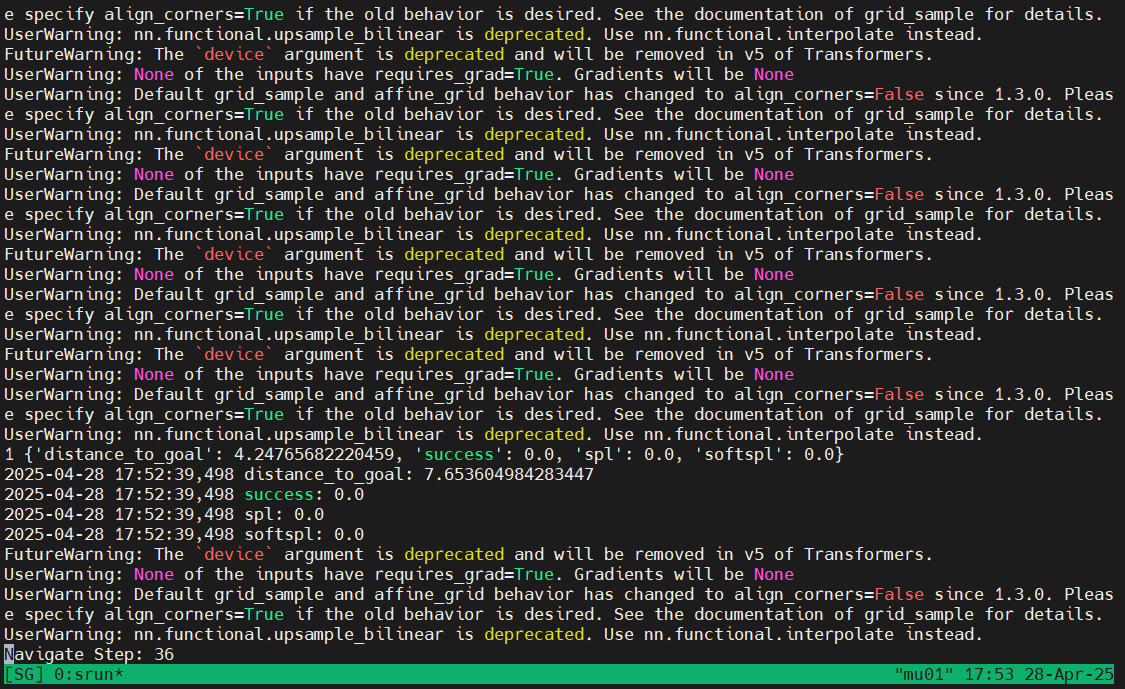 e specify align_corners=True if the old behavior is desired. See the documentation of grid_sample for details.
UserWarning: nn.functional.upsample_bilinear is deprecated. Use nn.functional.interpolate instead.
FutureWarning: The `device` argument is deprecated and will be removed in v5 of Transformers.
UserWarning: None of the inputs have requires_grad=True. Gradients will be None
UserWarning: Default grid_sample and affine_grid behavior has changed to align_corners=False since 1.3.0. Pleas
e specify align_corners=True if the old behavior is desired. See the documentation of grid_sample for details.
UserWarning: nn.functional.upsample_bilinear is deprecated. Use nn.functional.interpolate instead.
FutureWarning: The `device` argument is deprecated and will be removed in v5 of Transformers.
UserWarning: None of the inputs have requires_grad=True. Gradients will be None
UserWarning: Default grid_sample and affine_grid behavior has changed to align_corners=False since 1.3.0. Pleas
e specify align_corners=True if the old behavior is desired. See the documentation of grid_sample for details.
UserWarning: nn.functional.upsample_bilinear is deprecated. Use nn.functional.interpolate instead.
FutureWarning: The `device` argument is deprecated and will be removed in v5 of Transformers.
UserWarning: None of the inputs have requires_grad=True. Gradients will be None
UserWarning: Default grid_sample and affine_grid behavior has changed to align_corners=False since 1.3.0. Pleas
e specify align_corners=True if the old behavior is desired. See the documentation of grid_sample for details.
UserWarning: nn.functional.upsample_bilinear is deprecated. Use nn.functional.interpolate instead.
FutureWarning: The `device` argument is deprecated and will be removed in v5 of Transformers.
UserWarning: None of the inputs have requires_grad=True. Gradients will be None
UserWarning: Default grid_sample and affine_grid behavior has changed to align_corners=False since 1.3.0. Pleas
e specify align_corners=True if the old behavior is desired. See the documentation of grid_sample for details.
UserWarning: nn.functional.upsample_bilinear is deprecated. Use nn.functional.interpolate instead.
1 {'distance_to_goal': 4.24765682220459, 'success': 0.0, 'spl': 0.0, 'softspl': 0.0}
2025-04-28 17:52:39,498 distance_to_goal: 7.653604984283447
2025-04-28 17:52:39,498 success: 0.0
2025-04-28 17:52:39,498 spl: 0.0
2025-04-28 17:52:39,498 softspl: 0.0
FutureWarning: The `device` argument is deprecated and will be removed in v5 of Transformers.
UserWarning: None of the inputs have requires_grad=True. Gradients will be None
UserWarning: Default grid_sample and affine_grid behavior has changed to align_corners=False since 1.3.0. Pleas
e specify align_corners=True if the old behavior is desired. See the documentation of grid_sample for details.
UserWarning: nn.functional.upsample_bilinear is deprecated. Use nn.functional.interpolate instead.
Navigate Step: 36
[SG] 0:srun* "mu01" 17:53 28-Apr-25